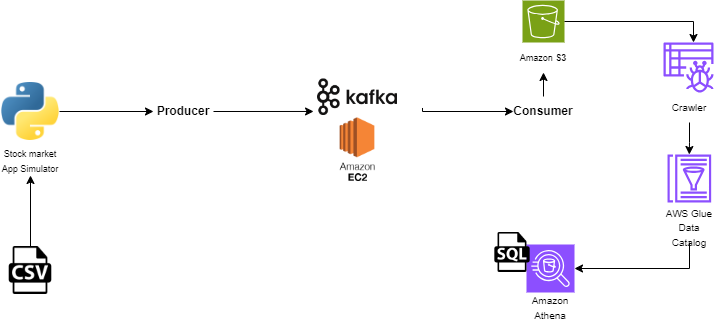 Amazon S3
kafka
Producer
Consumer
Crawler
Stock market
App Simulator
Amazon
EC2
AWS Glue
Data
Catalog
CSV
SQL
Amazon
Athena